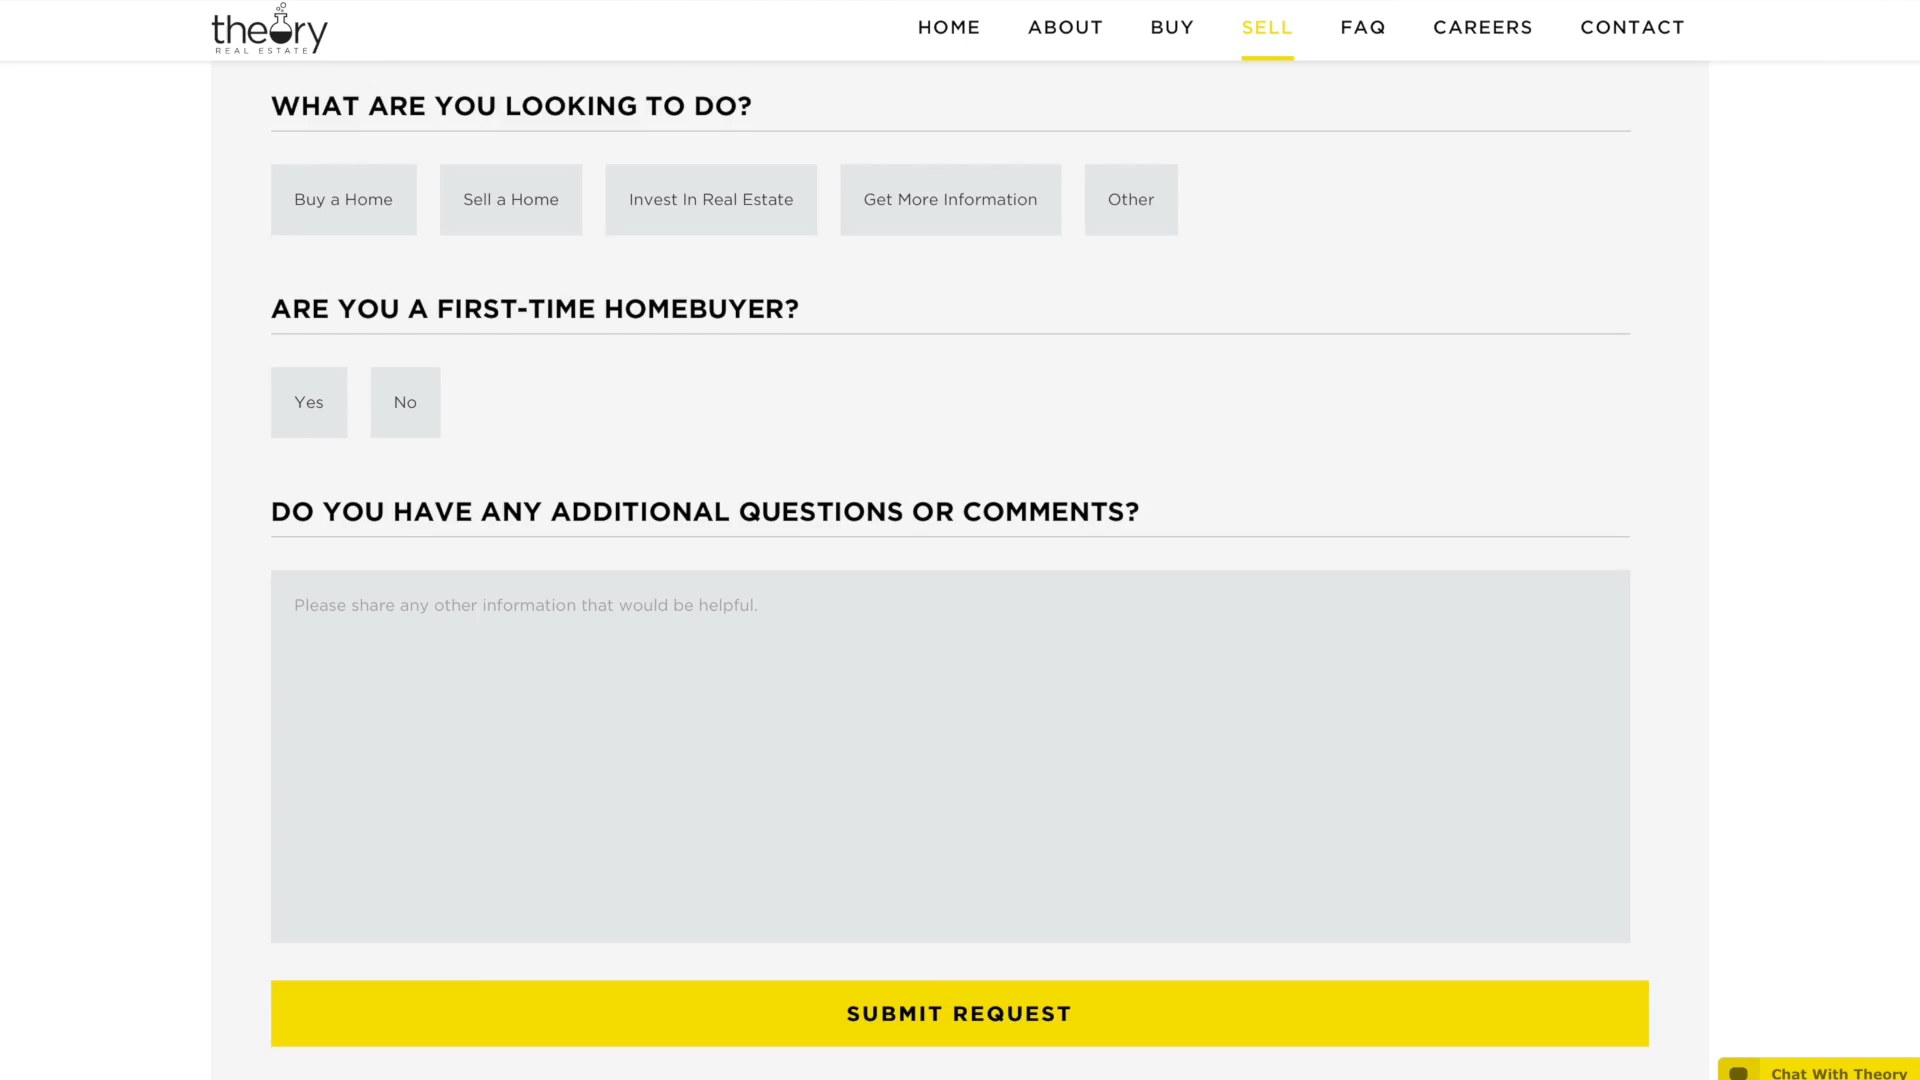 theory
REAL ESTATE
HOME ABOUT BUY SELL FAQ CAREERS CONTACT
WHAT ARE YOU LOOKING TO DO?
Buy a Home Sell a Home Invest In Real Estate Get More Information Other
ARE YOU A FIRST-TIME HOMEBUYER?
Yes No
DO YOU HAVE ANY ADDITIONAL QUESTIONS OR COMMENTS?
Please share any other information that would be helpful.
SUBMIT REQUEST
Chat With Theory